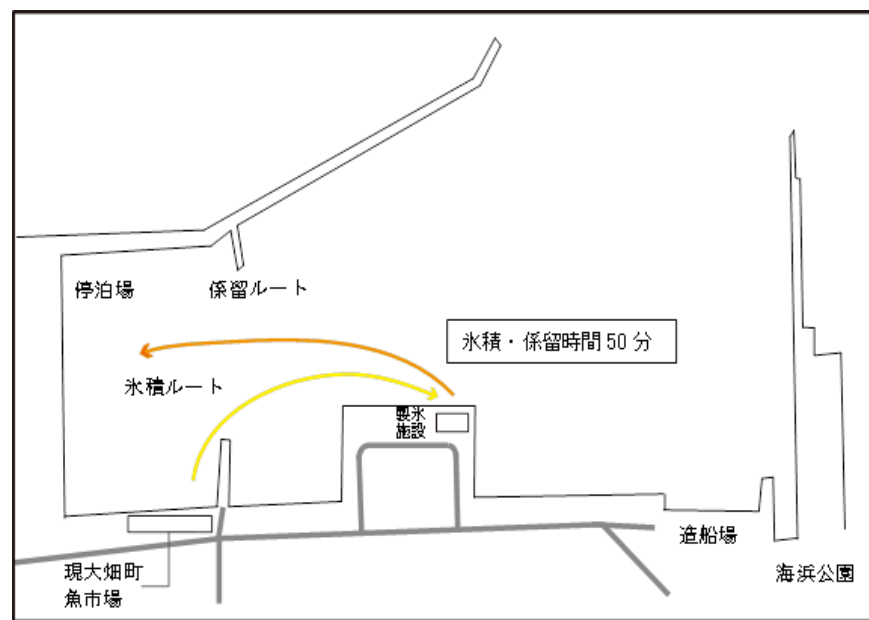 停泊場
係留ルート
氷積・係留時間50分
氷積ルート
製氷
施設
造船場
現大畑町
魚市場
海浜公園